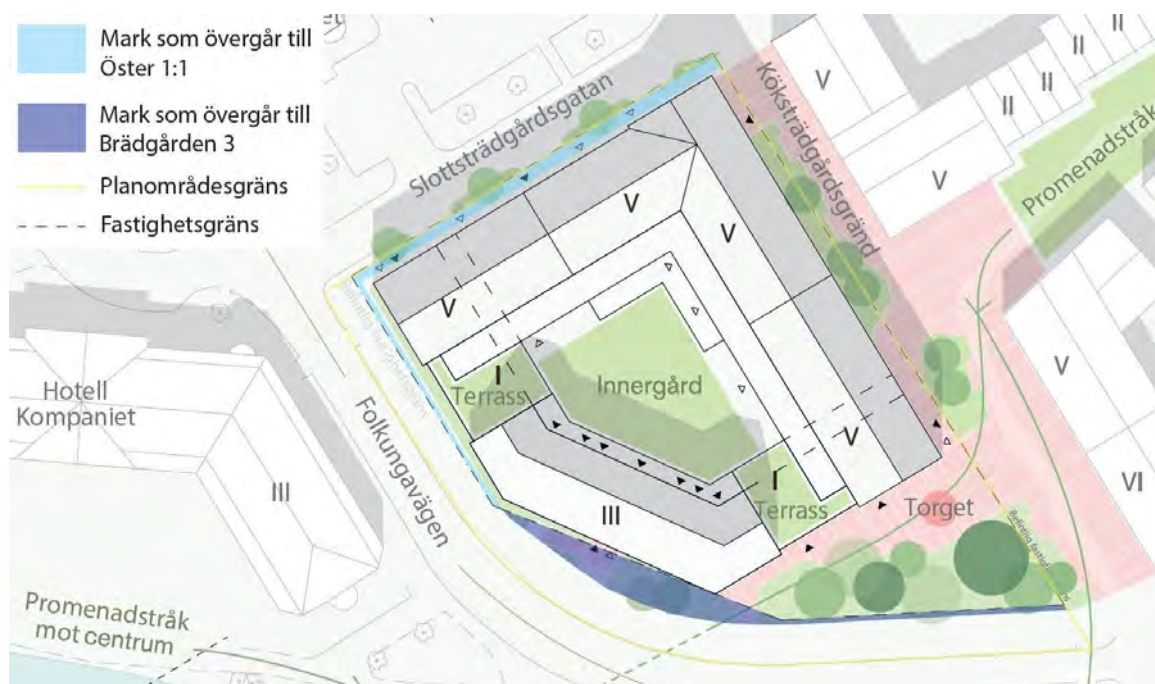 Mark som övergår till
Öster 1:1
Mark som övergår till
Brädgården 3
Planområdesgräns
Fastighetsgräns
Slottsträdgårdsgatan
Köksträdgårdsgränd
V
II
II
II
II
V
Promenadstråk
V
V
V
I
Terrass
Innergård
Hotell
Kompaniet
III
Folkungavägen
V
V
VI
I
Terrass
Torget
III
Promenadstråk
mot centrum